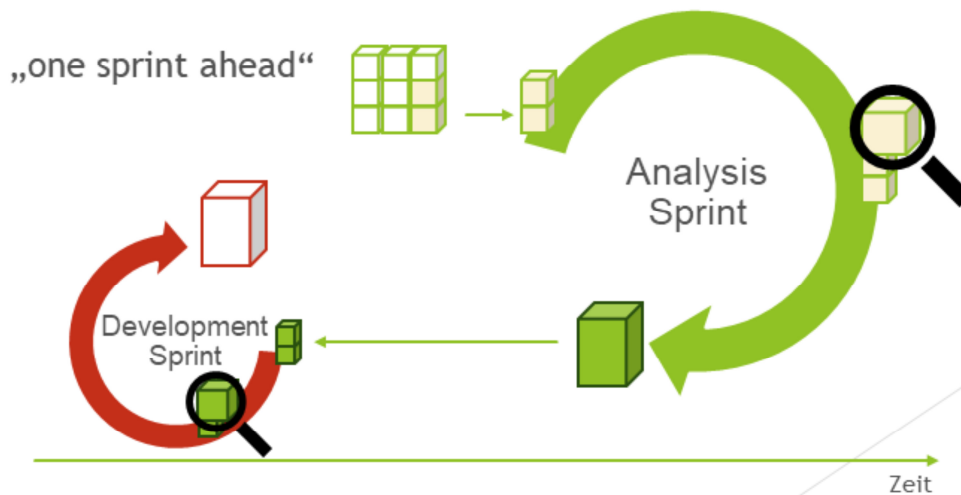 „one sprint ahead“
Analysis
Sprint
Development
Sprint
Zeit